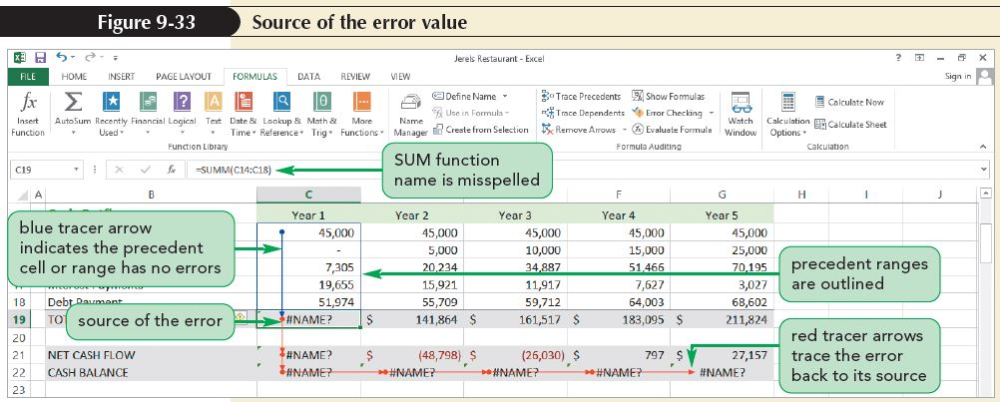 Figure 9-33 Source of the error value
Jerels Restaurant - Excel
FILE HOME INSERT PAGE LAYOUT FORMULAS DATA REVIEW VIEW Sign in
fx Σ
Insert Function AutoSum Recently Used Financial Logical Text Date & Time Lookup & Reference Math & Trig More Functions
Function Library
Name Manager
Define Name
Use in Formula
Create from Selection
Trace Precedents Show Formulas
Trace Dependents Error Checking
Remove Arrows Evaluate Formula
Formula Auditing
Watch Window
Calculation Options
Calculate Now
Calculate Sheet
Calculation
C19 fx =SUMM(C14:C18)
SUM function
name is misspelled
A B C F G H I J
Year 1 Year 2 Year 3 Year 4 Year 5
45,000 45,000 45,000 45,000 45,000
- 5,000 10,000 15,000 25,000
7,305 20,234 34,887 51,466 70,195
19,655 15,921 11,917 7,627 3,027
18 Debt Payment 51,974 55,709 59,712 64,003 68,602
19 TOT #NAME? $ 141,864 $ 161,517 $ 183,095 $ 211,824
20
21 NET CASH FLOW #NAME? $ (48,798) $ (26,030) $ 797 $ 27,157
22 CASH BALANCE #NAME? #NAME? #NAME? #NAME? #NAME?
23
blue tracer arrow
indicates the precedent
cell or range has no errors
source of the error
precedent ranges
are outlined
red tracer arrows
trace the error
back to its source